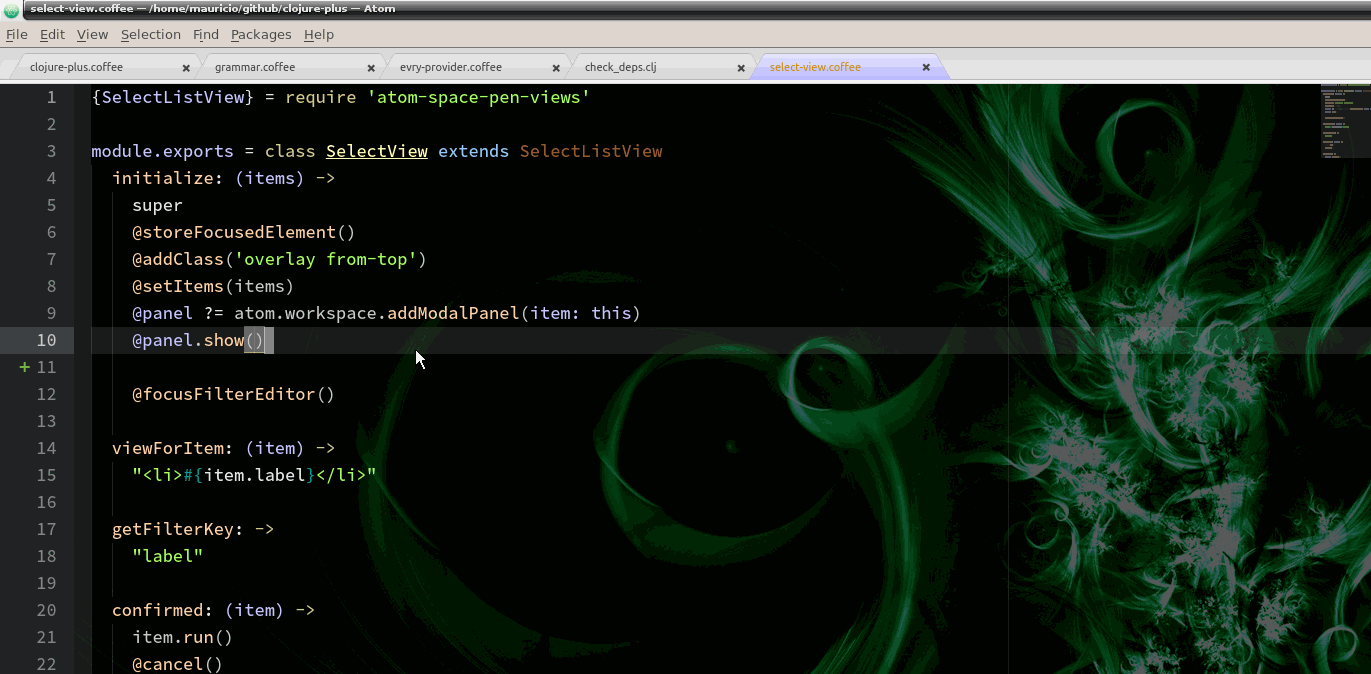 select-view.coffee — /home/mauricio/github/clojure-plus — Atom
File Edit View Selection Find Packages Help
clojure-plus.coffee × grammar.coffee × evry-provider.coffee × check_deps.clj × select-view.coffee ×
1 {SelectListView} = require 'atom-space-pen-views'
2
3 module.exports = class SelectView extends SelectListView
4   initialize: (items) ->
5     super
6     @storeFocusedElement()
7     @addClass('overlay from-top')
8     @setItems(items)
9     @panel ?= atom.workspace.addModalPanel(item: this)
10     @panel.show()
+ 11
12     @focusFilterEditor()
13
14   viewForItem: (item) ->
15     "<li>#{item.label}</li>"
16
17   getFilterKey: ->
18     "label"
19
20   confirmed: (item) ->
21     item.run()
22     @cancel()